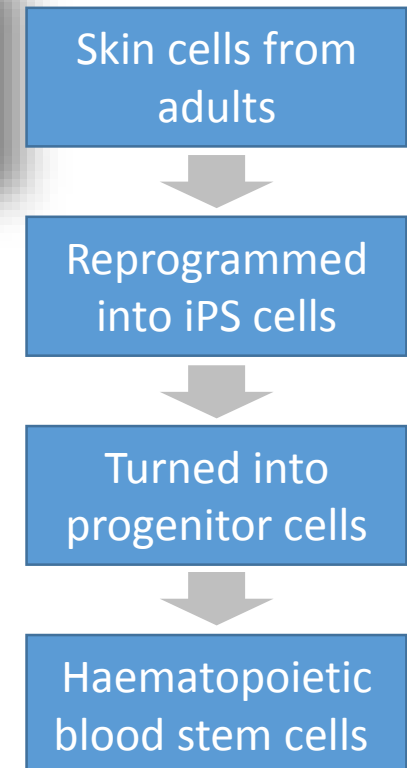 Skin cells from
adults
Reprogrammed
into iPS cells
Turned into
progenitor cells
Haematopoietic
blood stem cells